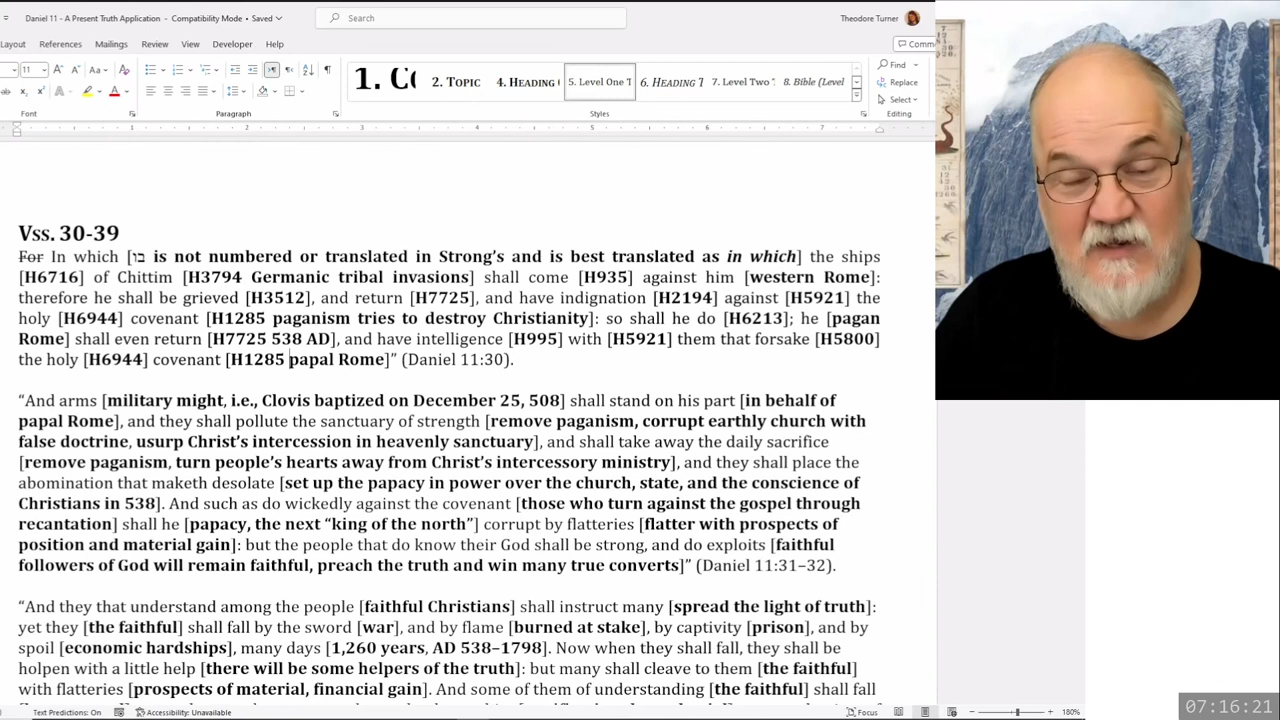 Daniel 11 - A Present Truth Application - Compatibility Mode • Saved
Search
Theodore Turner
Layout References Mailings Review View Developer Help
11
Aa
1. C
2. TOPIC
4. HEADING
5. Level One
6. HEADING
7. Level Two
8. Bible (Level
Find
Replace
Select
Font
Paragraph
Styles
Editing
1 2 3 4 5 6 7
Vss. 30-39
For In which [בו is not numbered or translated in Strong's and is best translated as in which] the ships
[H6716] of Chittim [H3794 Germanic tribal invasions] shall come [H935] against him [western Rome]:
therefore he shall be grieved [H3512], and return [H7725], and have indignation [H2194] against [H5921] the
holy [H6944] covenant [H1285 paganism tries to destroy Christianity]: so shall he do [H6213]; he [pagan
Rome] shall even return [H7725 538 AD], and have intelligence [H995] with [H5921] them that forsake [H5800]
the holy [H6944] covenant [H1285 papal Rome]” (Daniel 11:30).
“And arms [military might, i.e., Clovis baptized on December 25, 508] shall stand on his part [in behalf of
papal Rome], and they shall pollute the sanctuary of strength [remove paganism, corrupt earthly church with
false doctrine, usurp Christ’s intercession in heavenly sanctuary], and shall take away the daily sacrifice
[remove paganism, turn people’s hearts away from Christ’s intercessory ministry], and they shall place the
abomination that maketh desolate [set up the papacy in power over the church, state, and the conscience of
Christians in 538]. And such as do wickedly against the covenant [those who turn against the gospel through
recantation] shall he [papacy, the next “king of the north”] corrupt by flatteries [flatter with prospects of
position and material gain]: but the people that do know their God shall be strong, and do exploits [faithful
followers of God will remain faithful, preach the truth and win many true converts]” (Daniel 11:31–32).
“And they that understand among the people [faithful Christians] shall instruct many [spread the light of truth]:
yet they [the faithful] shall fall by the sword [war], and by flame [burned at stake], by captivity [prison], and by
spoil [economic hardships], many days [1,260 years, AD 538–1798]. Now when they shall fall, they shall be
holpen with a little help [there will be some helpers of the truth]: but many shall cleave to them [the faithful]
with flatteries [prospects of material, financial gain]. And some of them of understanding [the faithful] shall fall
Text Predictions: On
Accessibility: Unavailable
Focus
180%
07:16:21